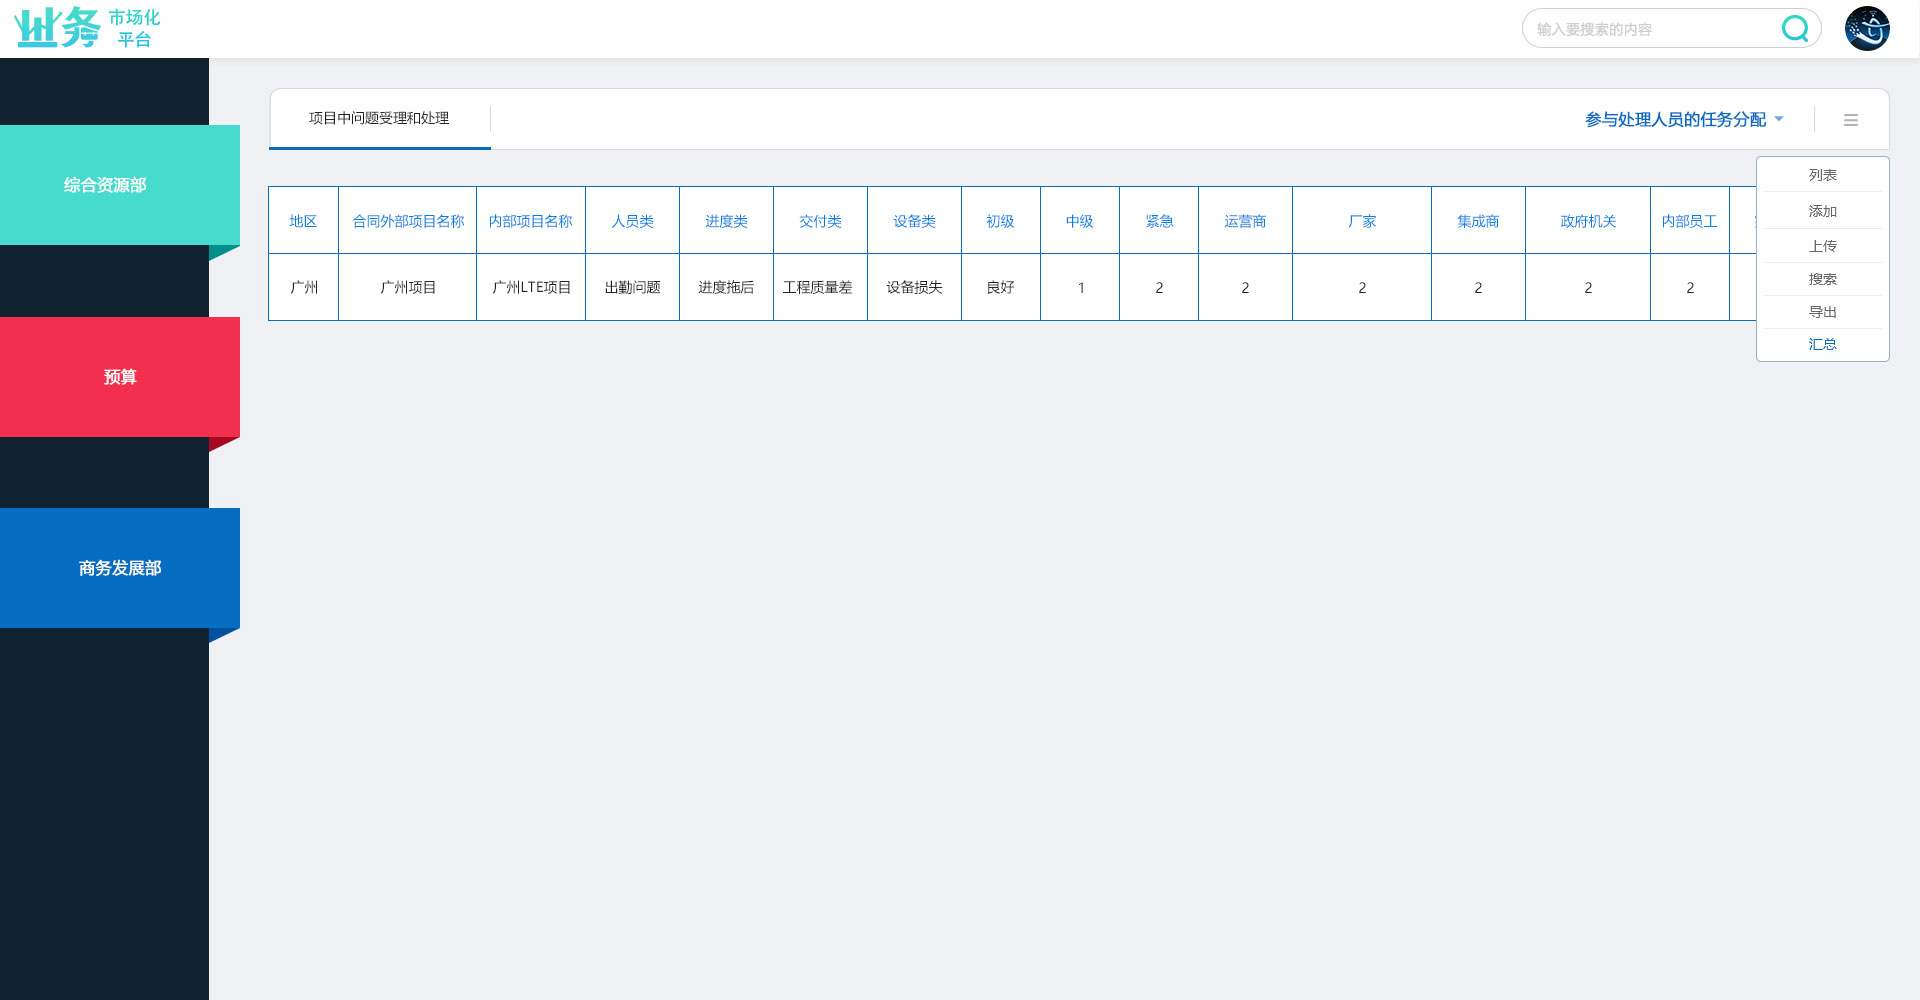 业务 市场化
平台
输入要搜索的内容
综合资源部
预算
商务发展部
项目中问题受理和处理
参与处理人员的任务分配
列表
添加
上传
搜索
导出
汇总
地区 合同外部项目名称 内部项目名称 人员类 进度类 交付类 设备类 初级 中级 紧急 运营商 厂家 集成商 政府机关 内部员工
广州 广州项目 广州LTE项目 出勤问题 进度拖后 工程质量差 设备损失 良好 1 2 2 2 2 2 2